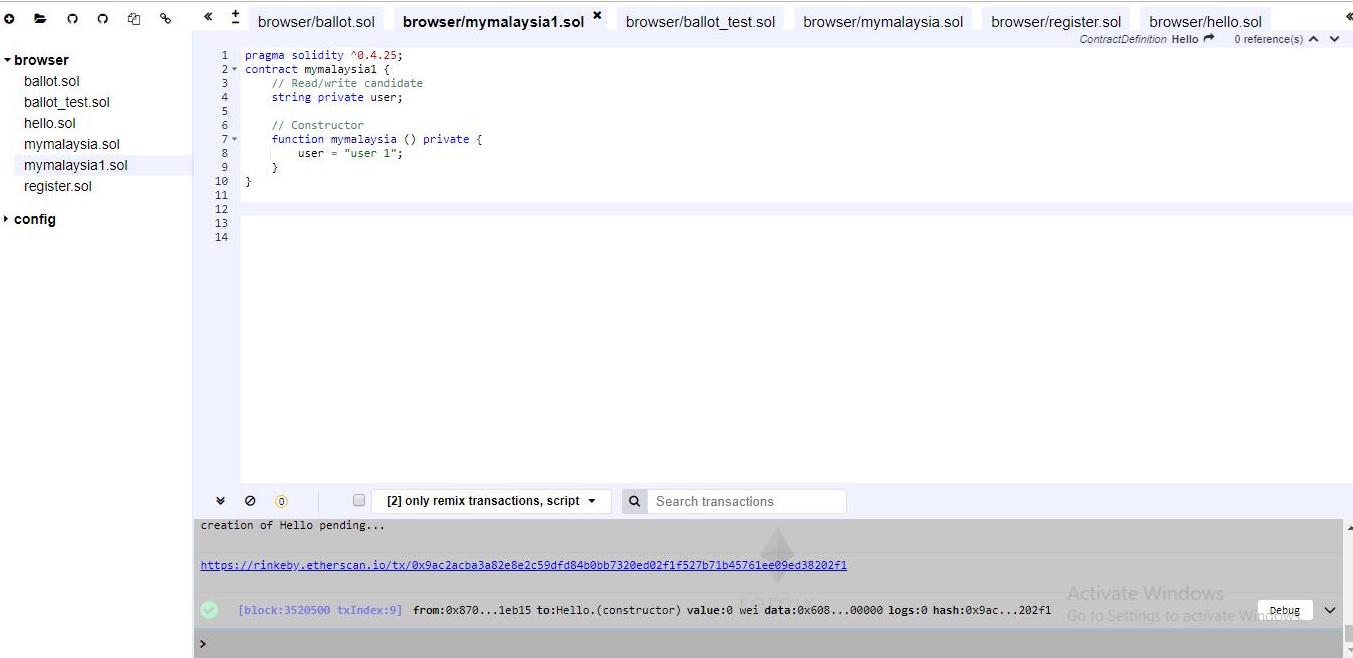 browser/ballot.sol
browser/mymalaysia1.sol
browser/ballot_test.sol
browser/mymalaysia.sol
browser/register.sol
browser/hello.sol
ContractDefinition Hello
0 reference(s)
browser
ballot.sol
ballot_test.sol
hello.sol
mymalaysia.sol
mymalaysia1.sol
register.sol
config
1 pragma solidity ^0.4.25;
2 contract mymalaysia1 {
3 // Read/write candidate
4 string private user;
5
6 // Constructor
7 function mymalaysia () private {
8 user = "user 1";
9 }
10 }
11
12
13
14
0
[2] only remix transactions, script
Search transactions
creation of Hello pending...
https://rinkeby.etherscan.io/tx/0x9ac2acba3a82e8e2c59dfd84b0bb7320ed02f1f527b71b45761ee09ed38202f1
[block:3520500 txIndex:9] from:0x870...1eb15 to:Hello.(constructor) value:0 wei data:0x608...00000 logs:0 hash:0x9ac...202f1
Debug
Activate Windows
Go to Settings to activate Windows.
>